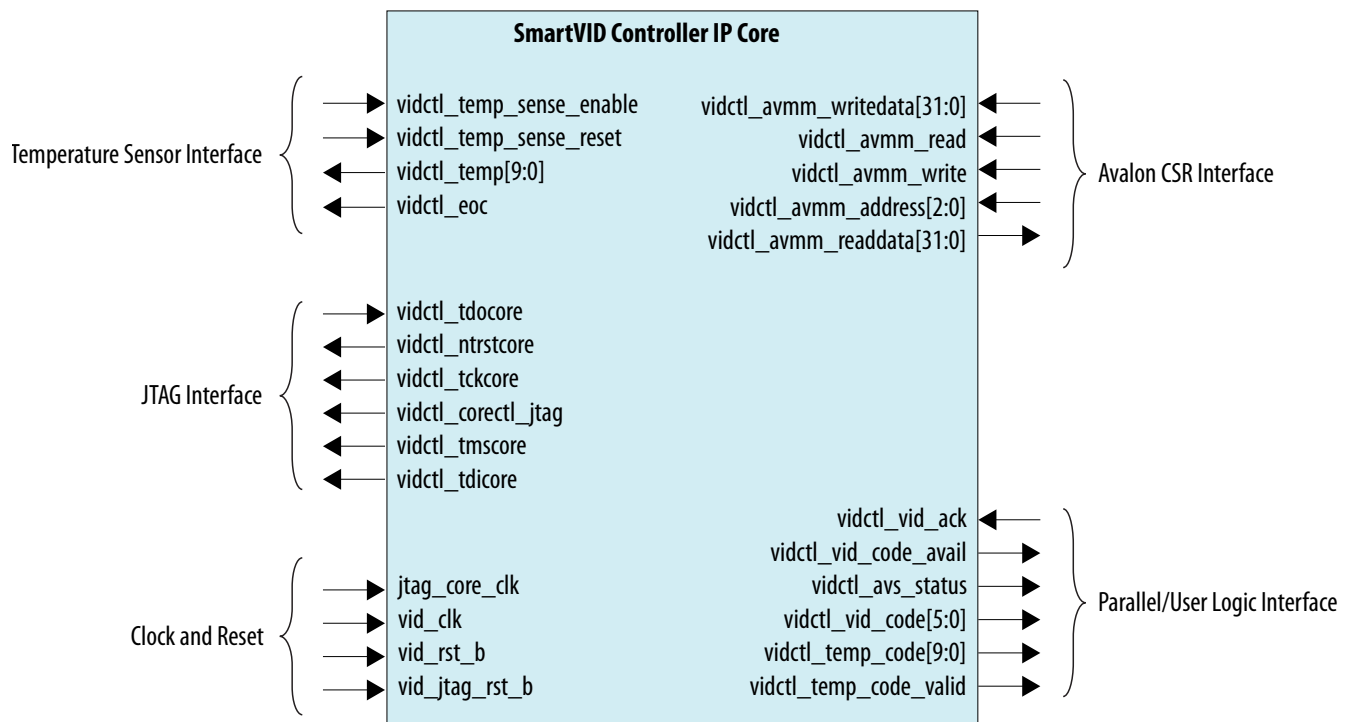 SmartVID Controller IP Core
Temperature Sensor Interface
vidctl_temp_sense_enable
vidctl_temp_sense_reset
vidctl_temp[9:0]
vidctl_eoc
vidctl_avmm_writedata[31:0]
vidctl_avmm_read
vidctl_avmm_write
vidctl_avmm_address[2:0]
vidctl_avmm_readdata[31:0]
Avalon CSR Interface
JTAG Interface
vidctl_tdocore
vidctl_ntrstcore
vidctl_tckcore
vidctl_corectl_jtag
vidctl_tmscore
vidctl_tdicore
Clock and Reset
jtag_core_clk
vid_clk
vid_rst_b
vid_jtag_rst_b
vidctl_vid_ack
vidctl_vid_code_avail
vidctl_avs_status
vidctl_vid_code[5:0]
vidctl_temp_code[9:0]
vidctl_temp_code_valid
Parallel/User Logic Interface